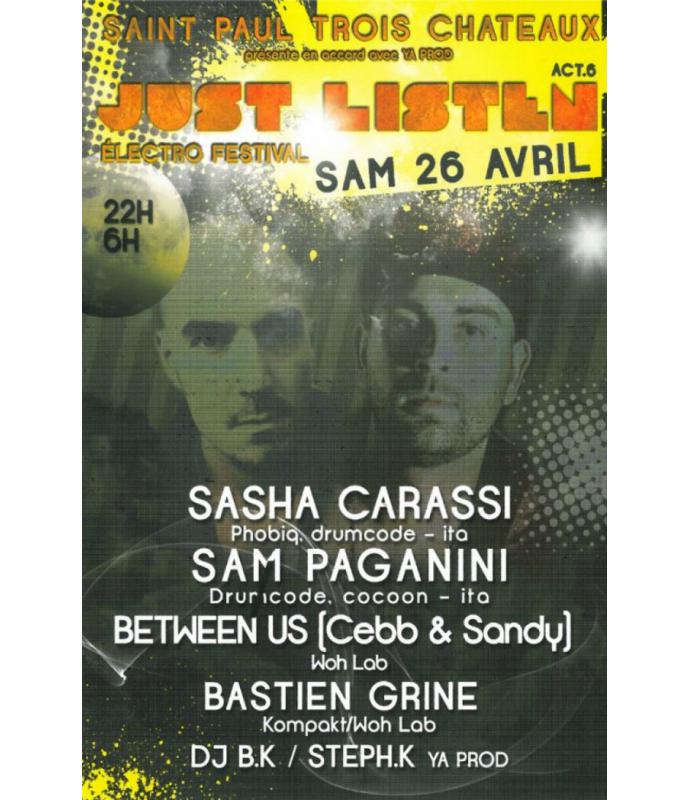 SAINT PAUL TROIS CHATEAUX
présente en accord avec YA PROD
ACT.6
JUST LISTEN
ÉLECTRO FESTIVAL
SAM 26 AVRIL
22H
6H
SASHA CARASSI
Phobiq, drumcode - ita
SAM PAGANINI
Drumcode, cocoon - ita
BETWEEN US (Cebb & Sandy)
Woh Lab
BASTIEN GRINE
Kompakt/Woh Lab
DJ B.K / STEPH.K YA PROD